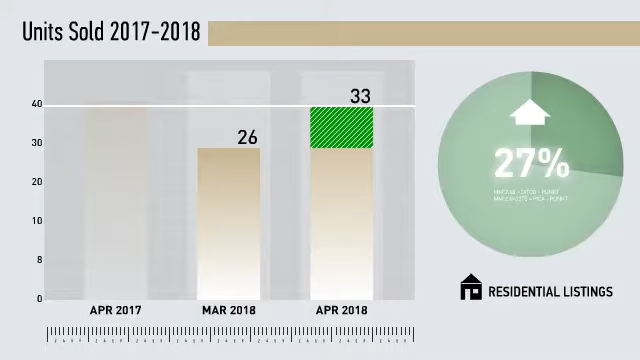 Units Sold 2017-2018
40
30
20
10
8
0
26
33
APR 2017
MAR 2018
APR 2018
27%
RESIDENTIAL LISTINGS